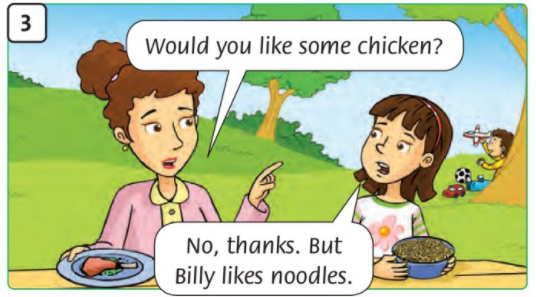 3
Would you like some chicken?
No, thanks. But
Billy likes noodles.